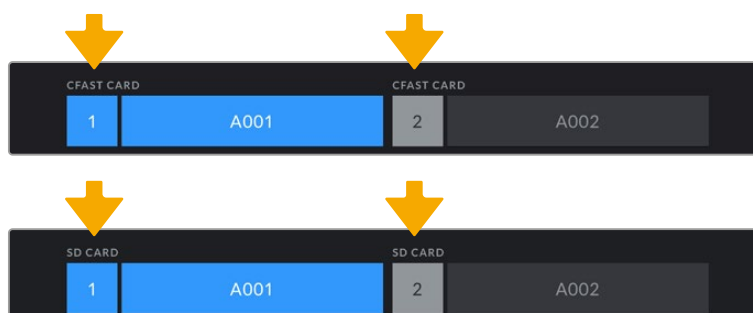 CFAST CARD CFAST CARD
1 A001 2 A002
SD CARD SD CARD
1 A001 2 A002